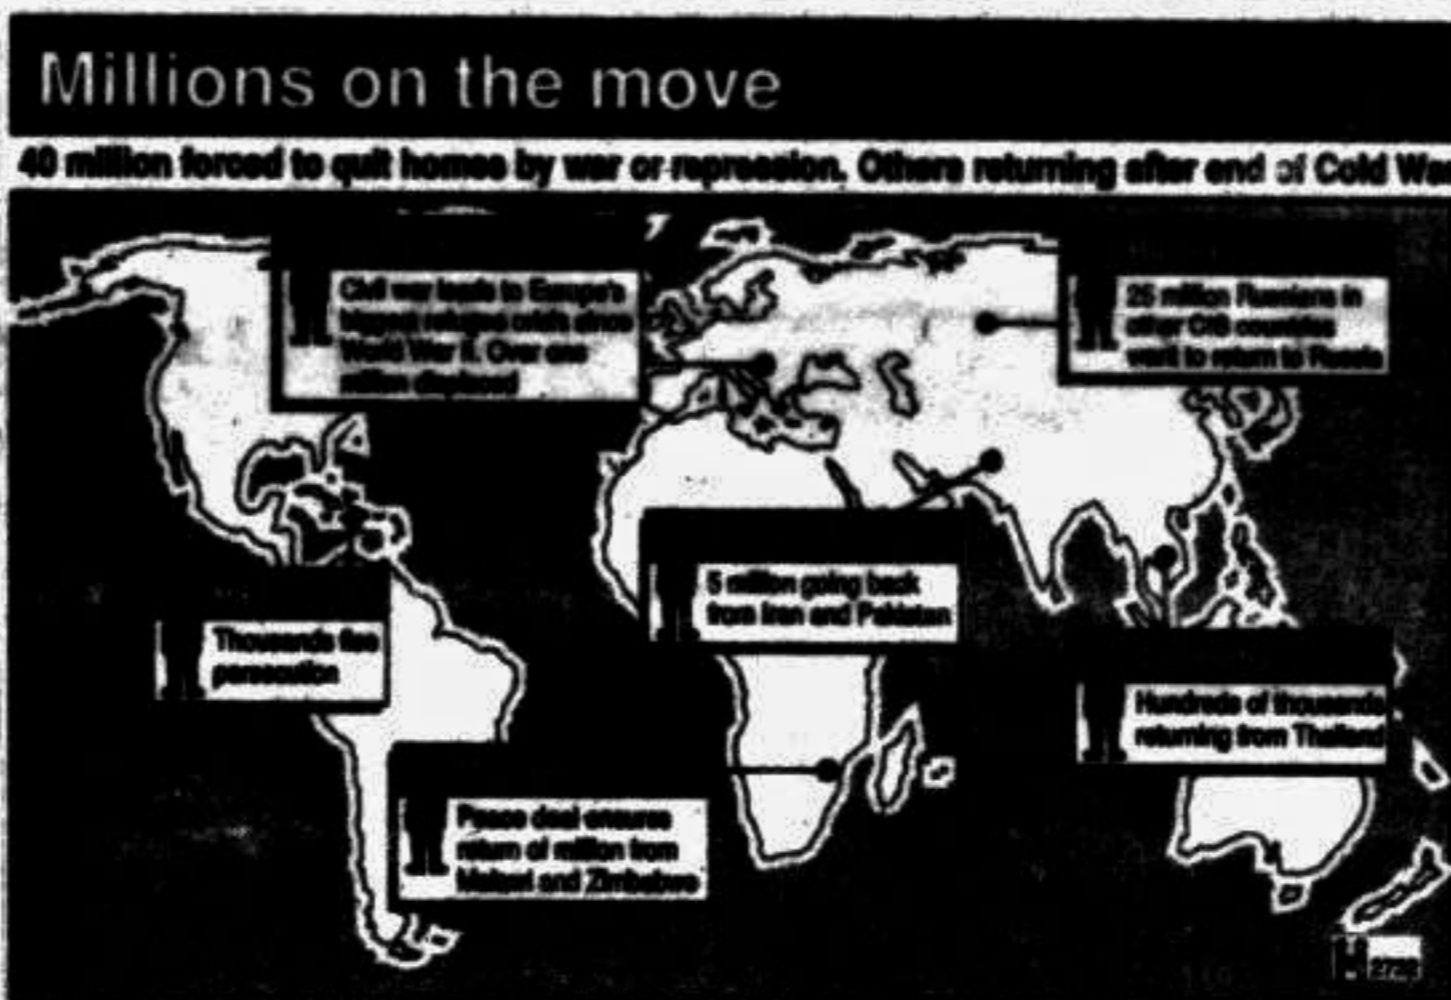 Millions on the move
40 million forced to quit homes by war or repression. Others returning after end of Cold War
Civil war leads to Europe's
biggest refugee crisis since
World War II. Over one
million displaced
25 million Russians in
other CIS countries
want to return to Russia
5 million going back
from Iran and Pakistan
Thousands flee
persecution
Hundreds of thousands
returning from Thailand
Peace deal ensures
return of million from
Malawi and Zimbabwe